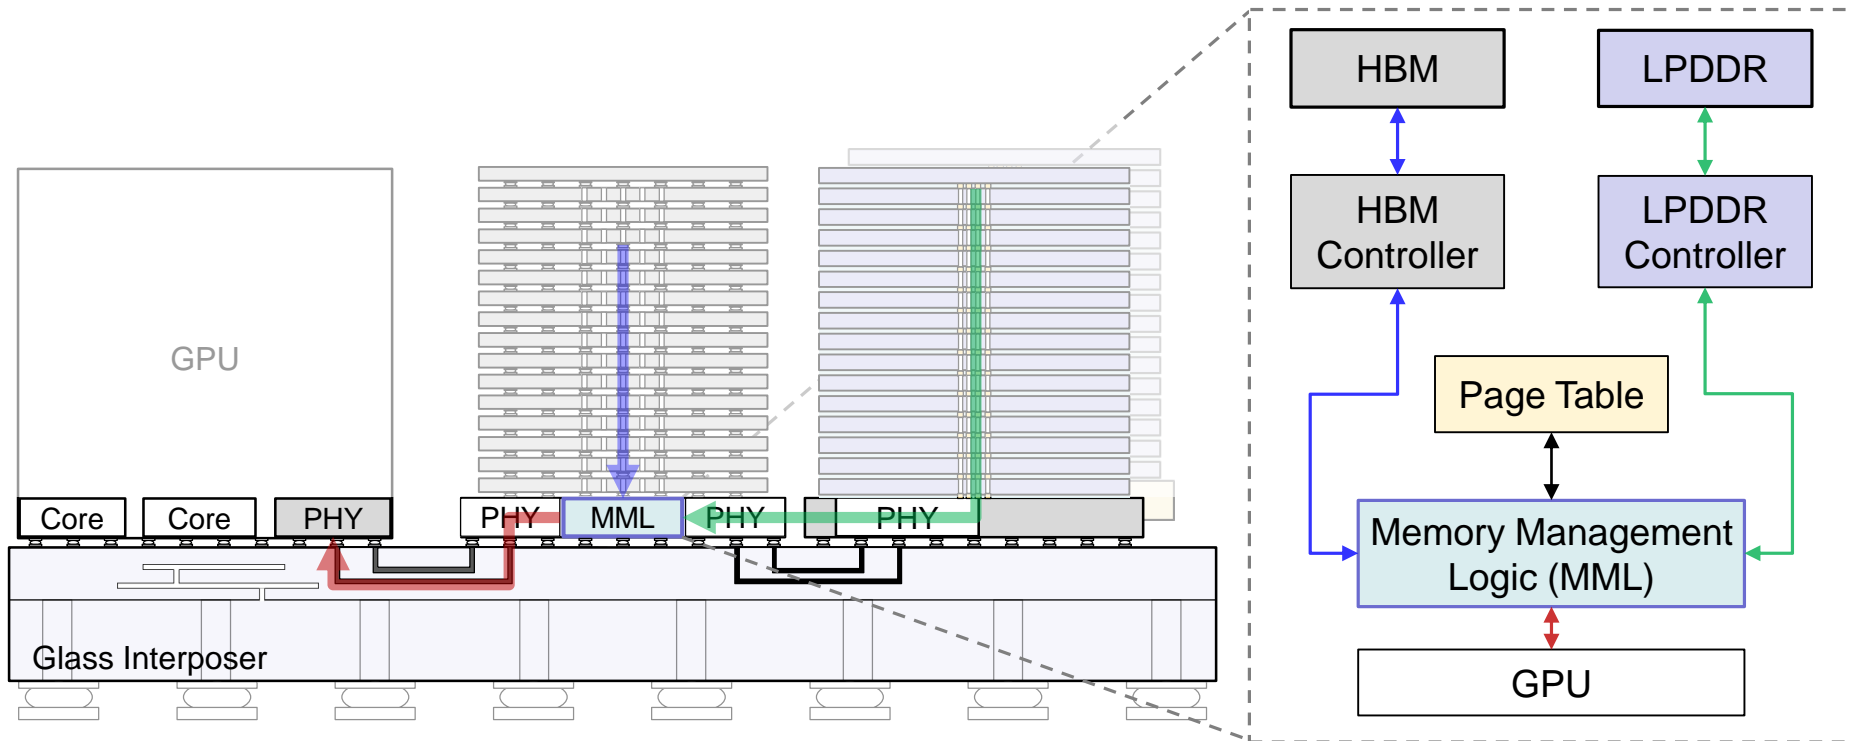 GPU
Core
Core
PHY
PHY
MML
PHY
PHY
Glass Interposer
HBM
LPDDR
HBM
Controller
LPDDR
Controller
Page Table
Memory Management
Logic (MML)
GPU